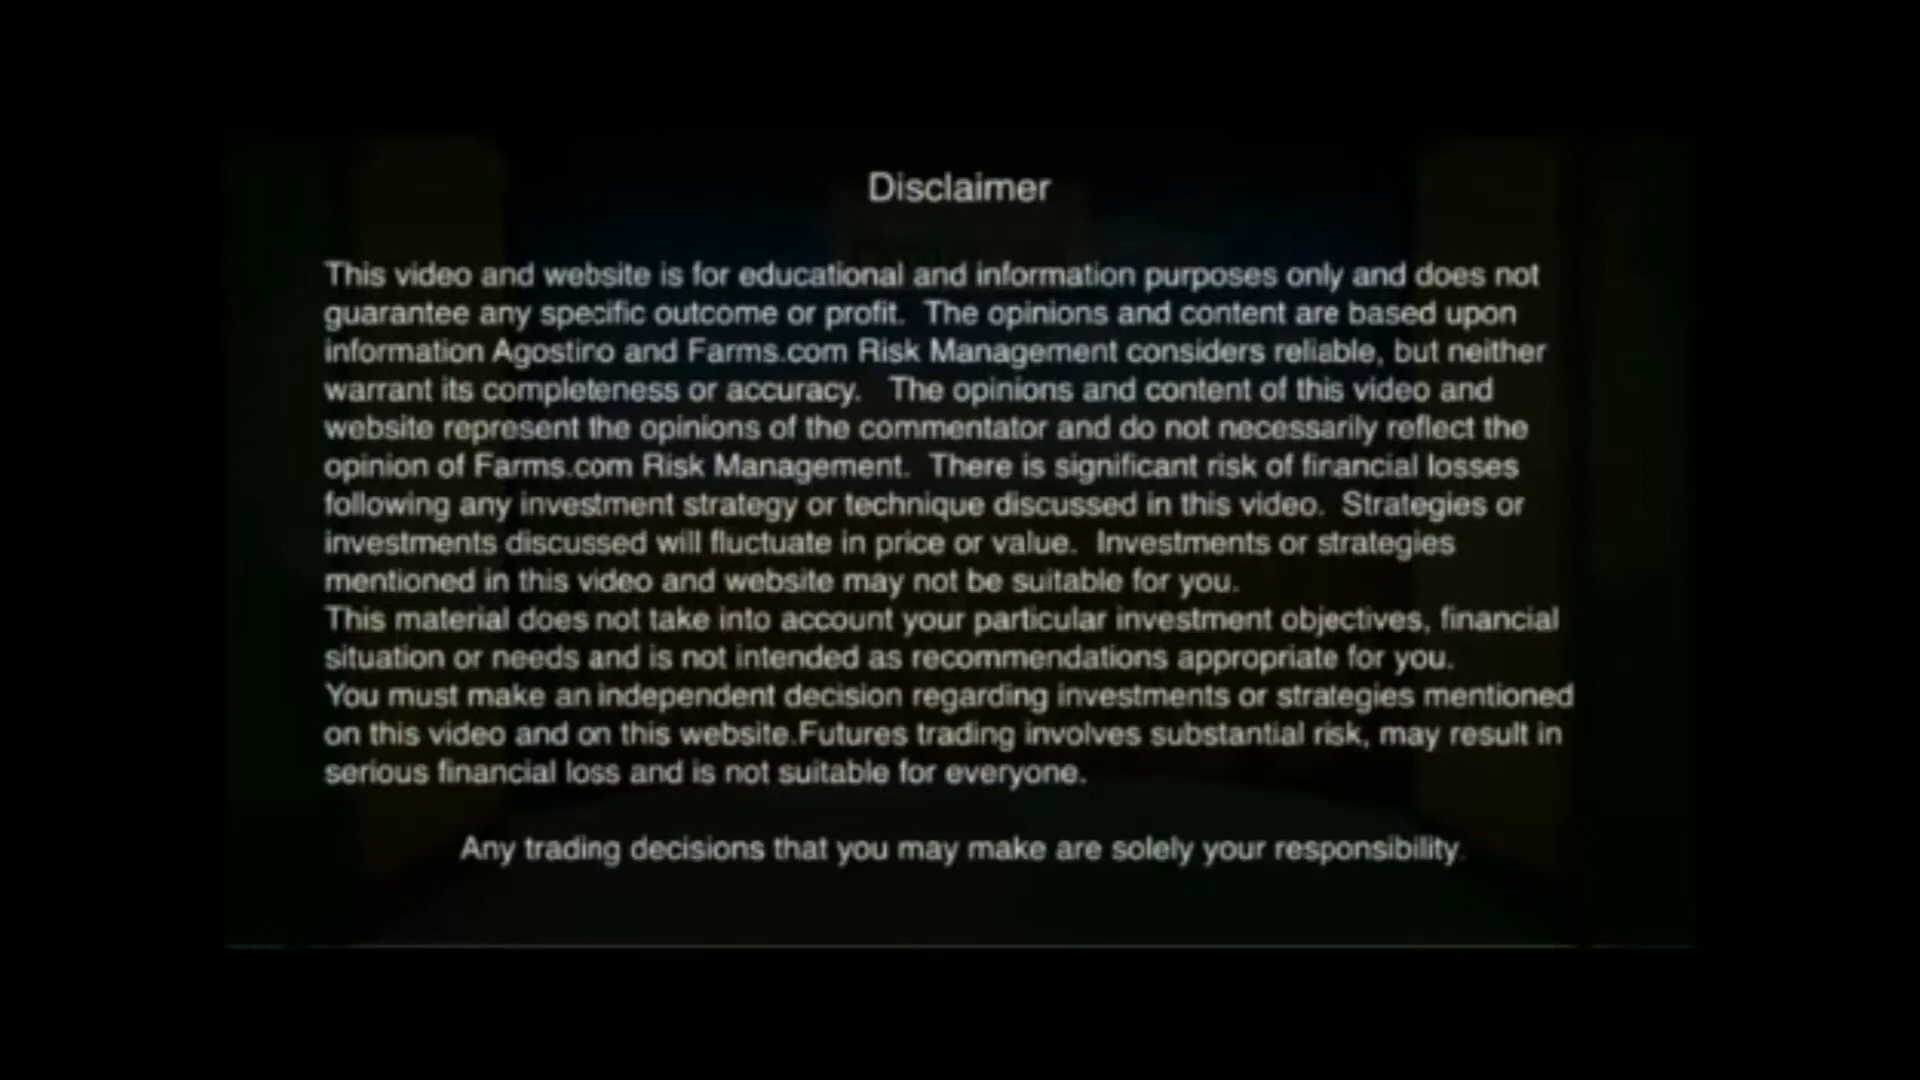 Disclaimer
This video and website is for educational and information purposes only and does not
guarantee any specific outcome or profit. The opinions and content are based upon
information Agostino and Farms.com Risk Management considers reliable, but neither
warrant its completeness or accuracy. The opinions and content of this video and
website represent the opinions of the commentator and do not necessarily reflect the
opinion of Farms.com Risk Management. There is significant risk of financial losses
following any investment strategy or technique discussed in this video. Strategies or
investments discussed will fluctuate in price or value. Investments or strategies
mentioned in this video and website may not be suitable for you.
This material does not take into account your particular investment objectives, financial
situation or needs and is not intended as recommendations appropriate for you.
You must make an independent decision regarding investments or strategies mentioned
on this video and on this website.Futures trading involves substantial risk, may result in
serious financial loss and is not suitable for everyone.
Any trading decisions that you may make are solely your responsibility.